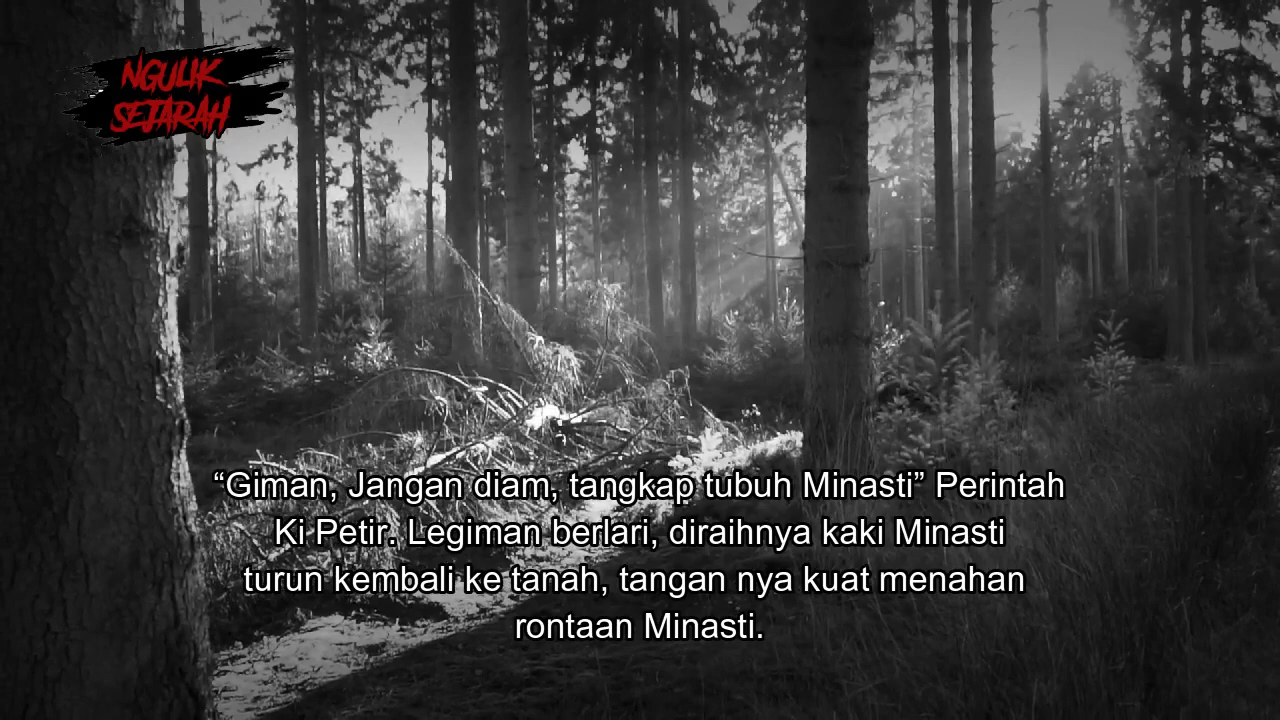 NGULIK
SEJARAH
“Giman, Jangan diam, tangkap tubuh Minasti” Perintah
Ki Petir. Legiman berlari, diraihnya kaki Minasti
turun kembali ke tanah, tangan nya kuat menahan
rontaan Minasti.